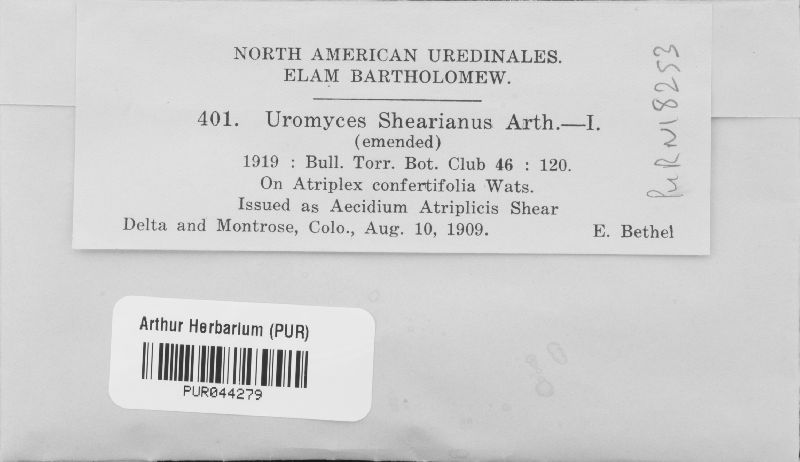 NORTH AMERICAN UREDINALES.
ELAM BARTHOLOMEW.
401. Uromyces Shearianus Arth.—I.
(emended)
1919 : Bull. Torr. Bot. Club 46 : 120.
On Atriplex confertifolia Wats.
Issued as Aecidium Atriplicis Shear
Delta and Montrose, Colo., Aug. 10, 1909. E. Bethel
PURN18253
Arthur Herbarium (PUR)
PUR044279